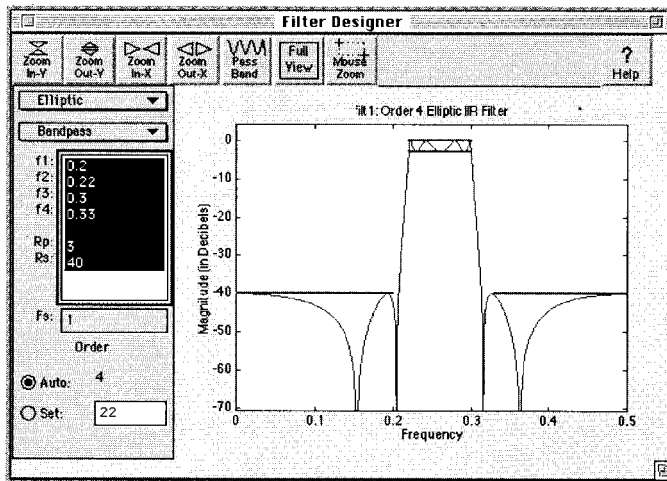 Filter Designer
Zoom In-Y
Zoom Out-Y
Zoom In-X
Zoom Out-X
Pass Band
Full View
Mouse Zoom
?
Help
Elliptic
Bandpass
f1: 0.2
f2: 0.22
f3: 0.3
f4: 0.33
Rp: 3
Rs: 40
Fs: 1
Order
Auto: 4
Set: 22
Filt1: Order 4 Elliptic IIR Filter
Magnitude (in Decibels)
0
-10
-20
-30
-40
-50
-60
-70
0 0.1 0.2 0.3 0.4 0.5
Frequency